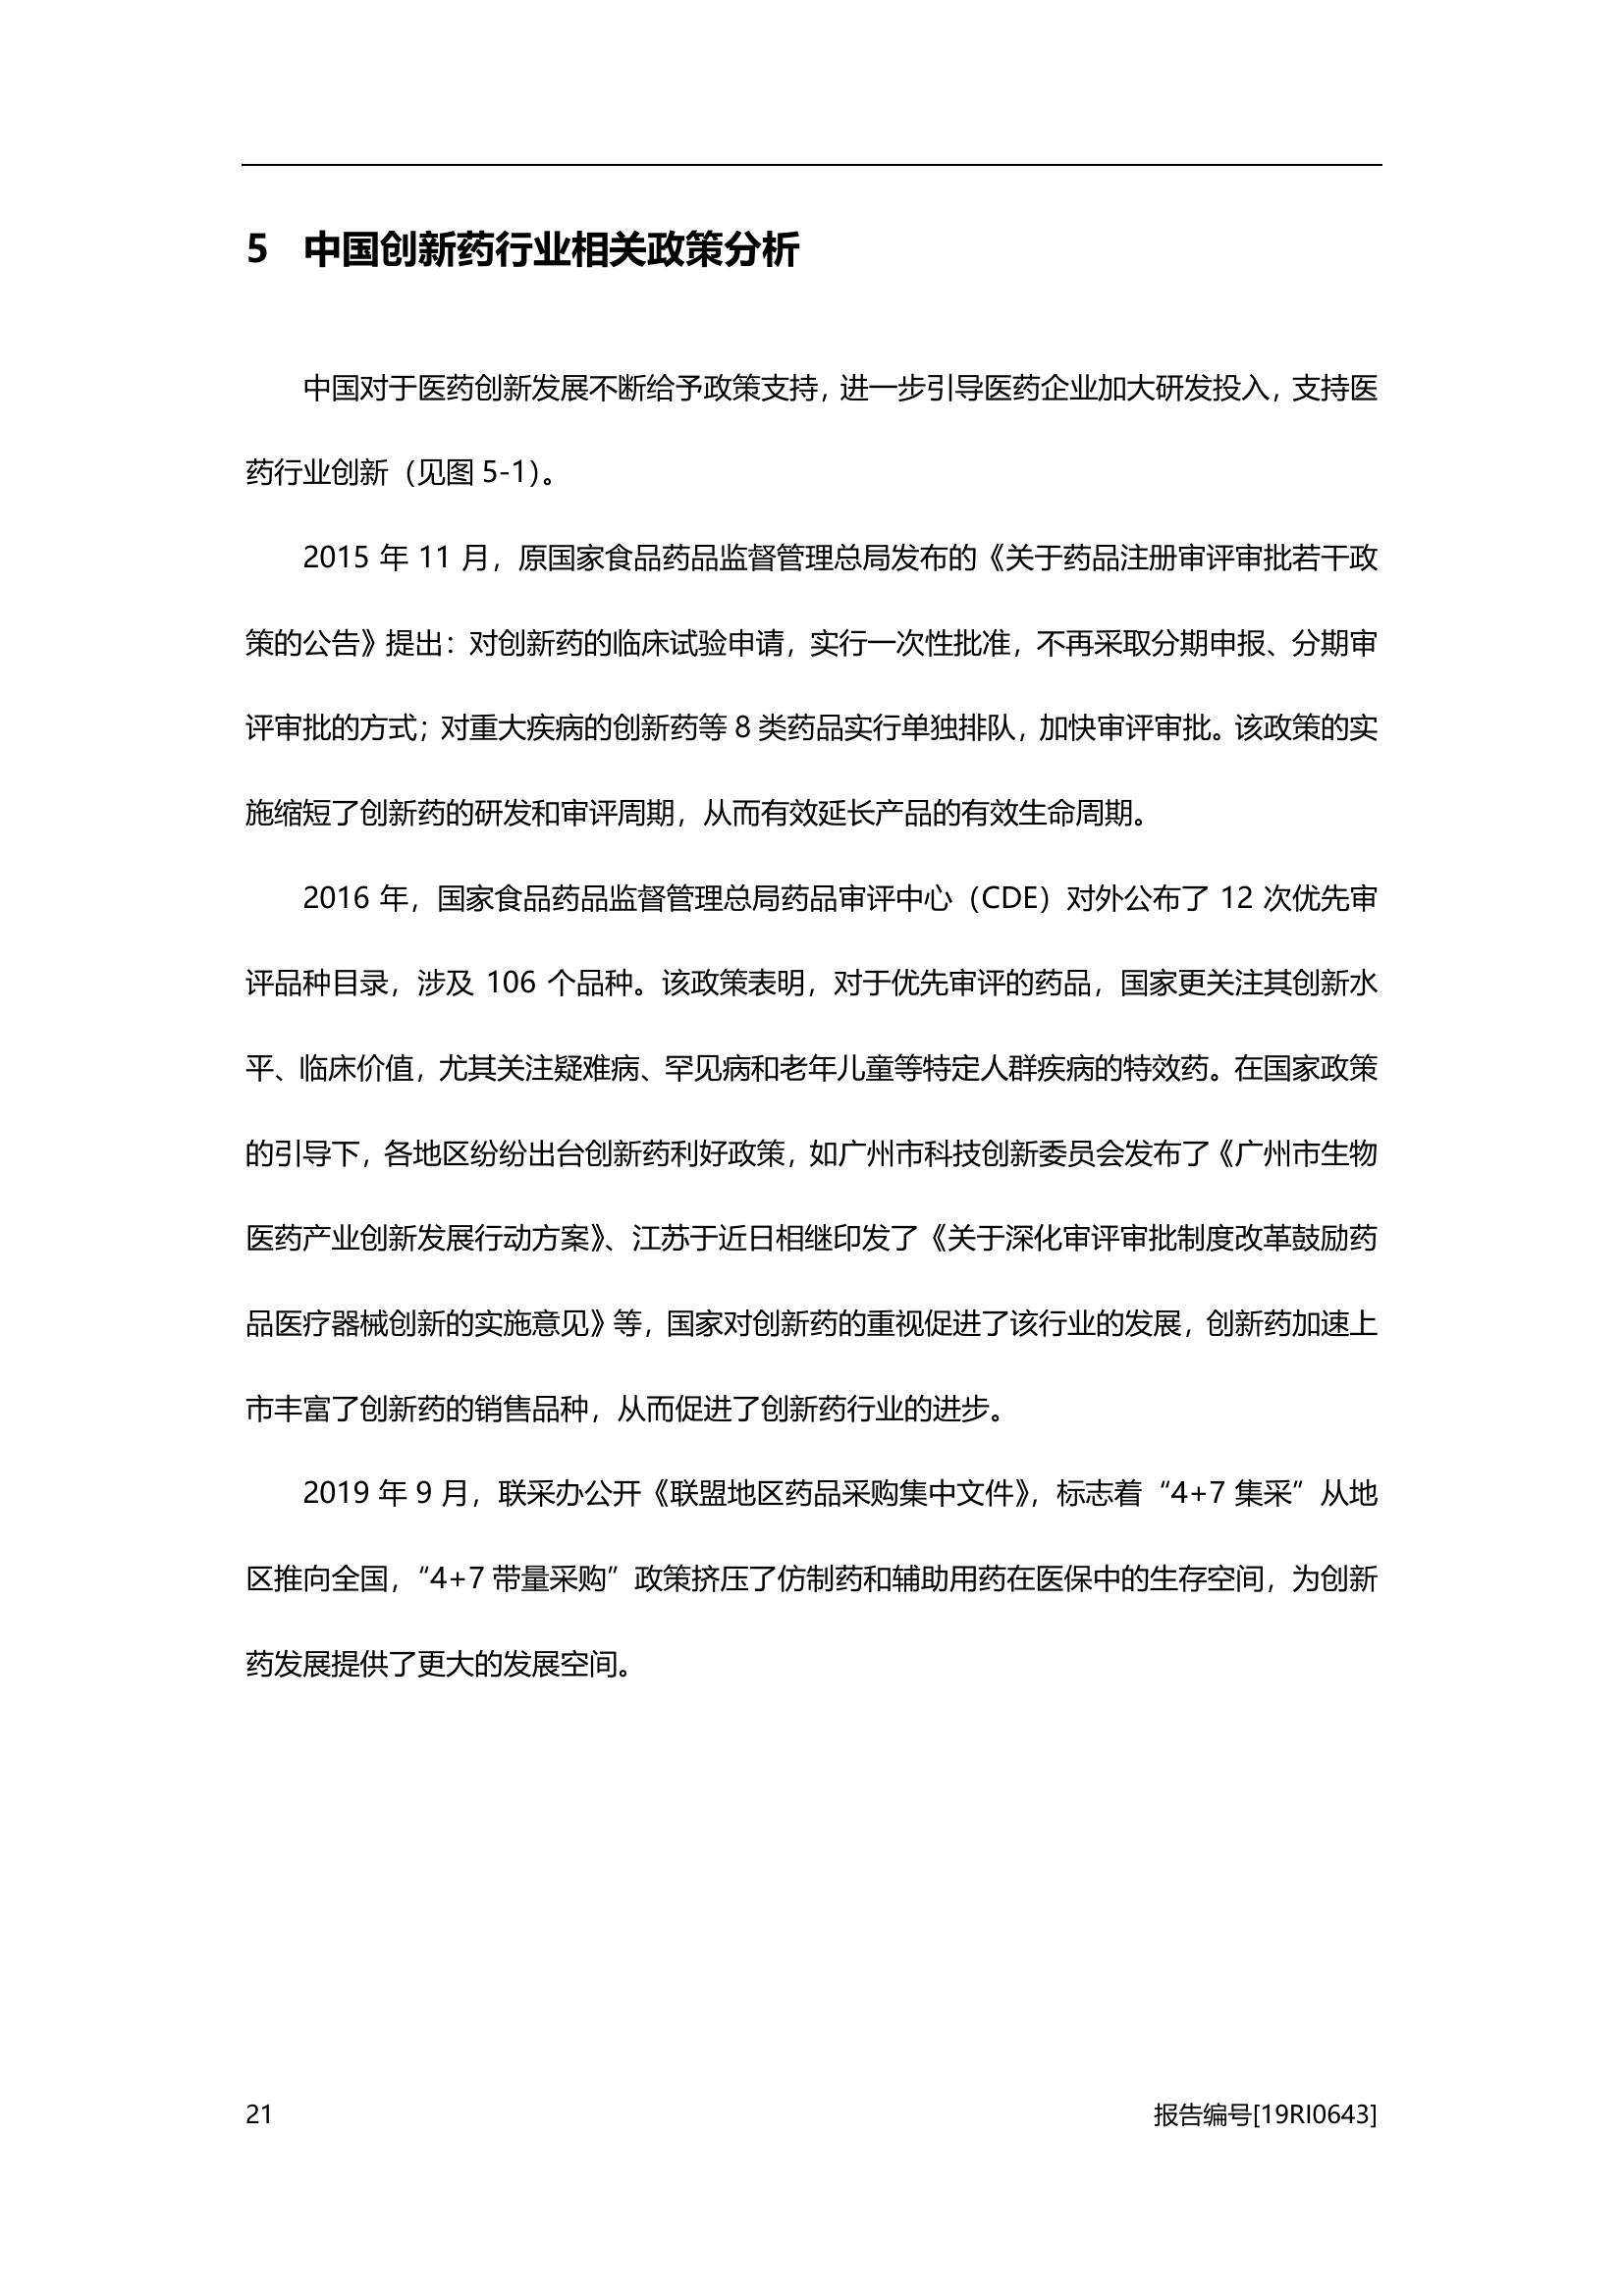 5 中国创新药行业相关政策分析
中国对于医药创新发展不断给予政策支持，进一步引导医药企业加大研发投入，支持医
药行业创新（见图 5-1）。
2015 年 11 月，原国家食品药品监督管理总局发布的《关于药品注册审评审批若干政
策的公告》提出：对创新药的临床试验申请，实行一次性批准，不再采取分期申报、分期审
评审批的方式；对重大疾病的创新药等 8 类药品实行单独排队，加快审评审批。该政策的实
施缩短了创新药的研发和审评周期，从而有效延长产品的有效生命周期。
2016 年，国家食品药品监督管理总局药品审评中心（CDE）对外公布了 12 次优先审
评品种目录，涉及 106 个品种。该政策表明，对于优先审评的药品，国家更关注其创新水
平、临床价值，尤其关注疑难病、罕见病和老年儿童等特定人群疾病的特效药。在国家政策
的引导下，各地区纷纷出台创新药利好政策，如广州市科技创新委员会发布了《广州市生物
医药产业创新发展行动方案》、江苏于近日相继印发了《关于深化审评审批制度改革鼓励药
品医疗器械创新的实施意见》等，国家对创新药的重视促进了该行业的发展，创新药加速上
市丰富了创新药的销售品种，从而促进了创新药行业的进步。
2019 年 9 月，联采办公开《联盟地区药品采购集中文件》，标志着“4+7 集采”从地
区推向全国，“4+7 带量采购”政策挤压了仿制药和辅助用药在医保中的生存空间，为创新
药发展提供了更大的发展空间。
21 报告编号[19RI0643]